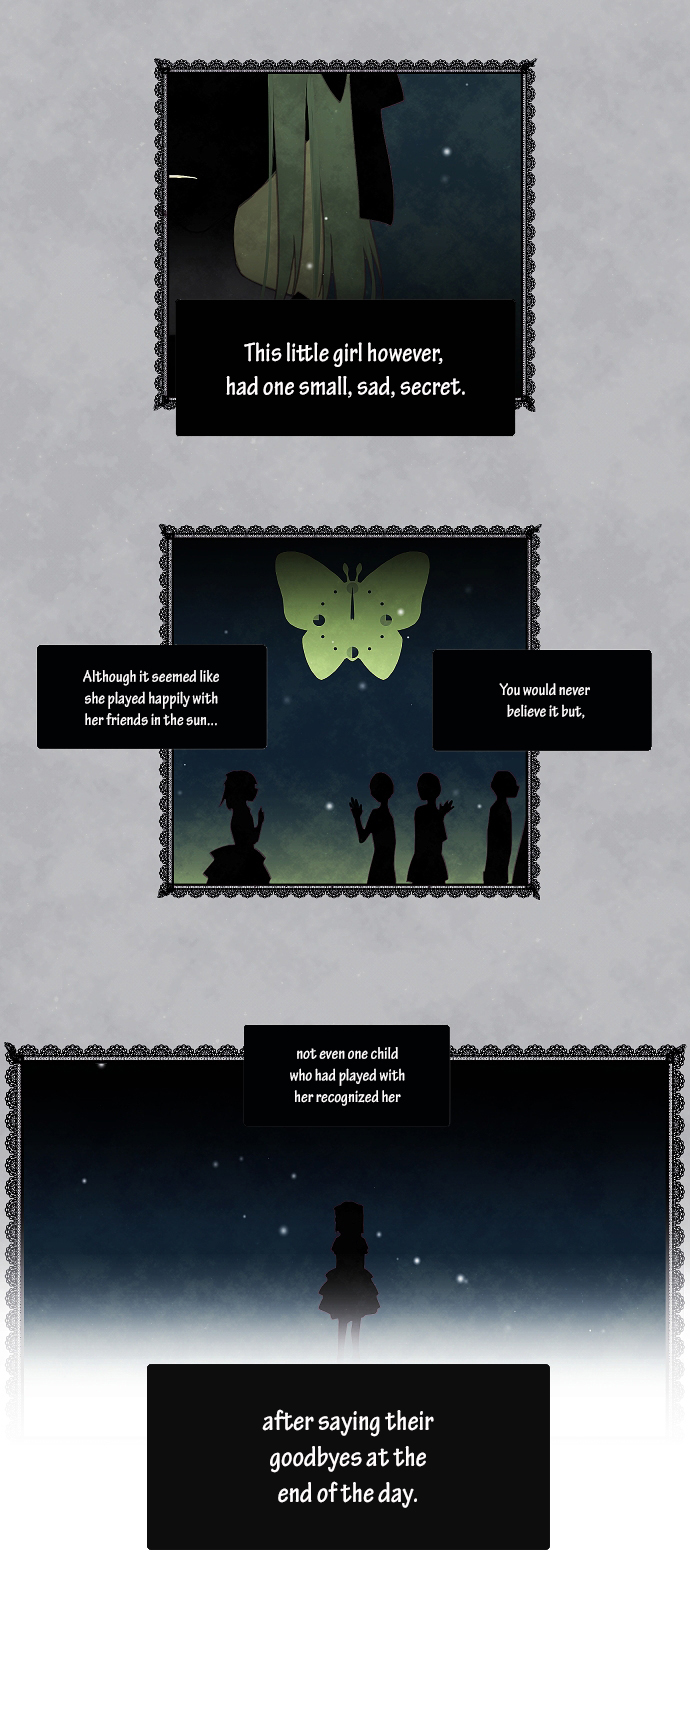 This little girl however,
had one small, sad, secret.
Although it seemed like
she played happily with
her friends in the sun...
You would never
believe it but,
not even one child
who had played with
her recognized her
after saying their
goodbyes at the
end of the day.